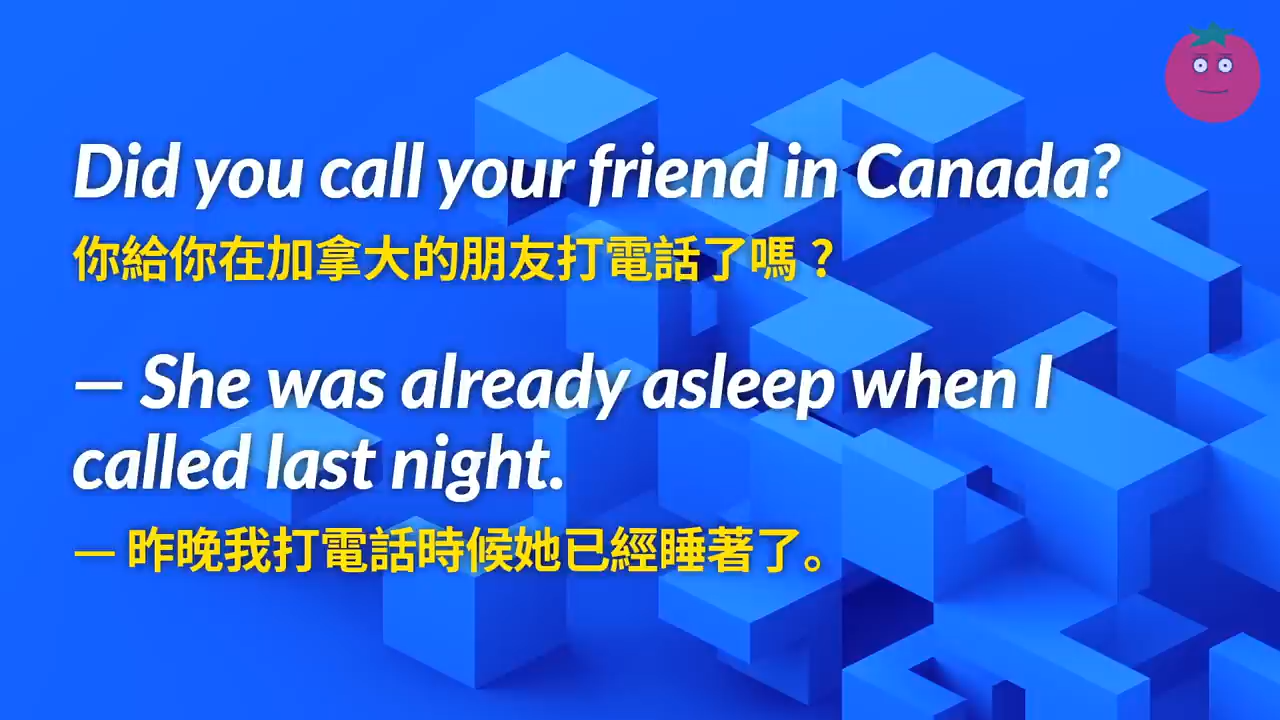 Did you call your friend in Canada?
你給你在加拿大的朋友打電話了嗎？
— She was already asleep when I
called last night.
— 昨晚我打電話時候她已經睡著了。